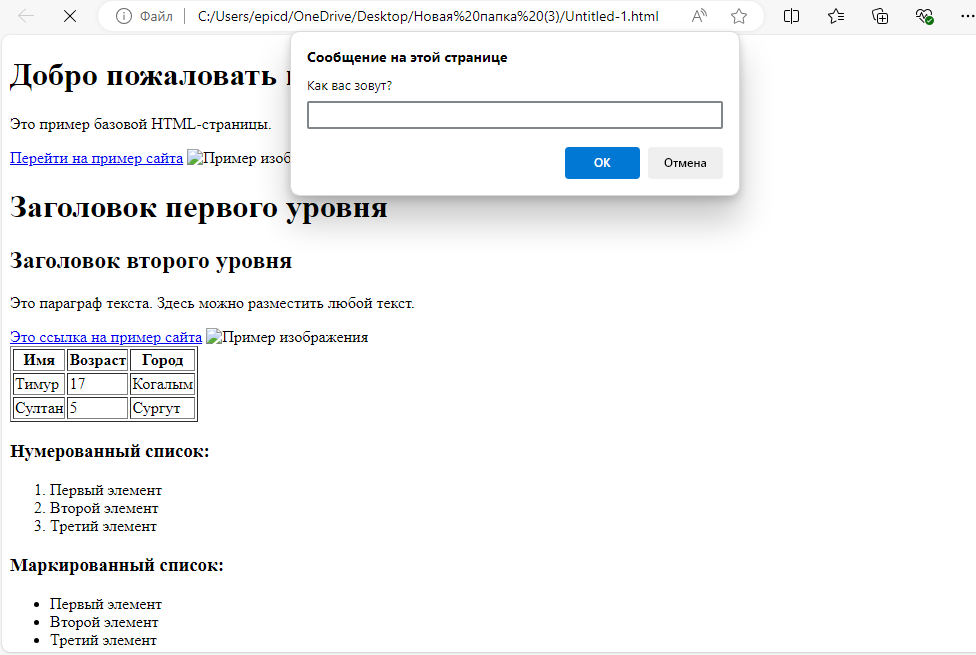 Файл C:/Users/epicd/OneDrive/Desktop/Новая%20папка%20(3)/Untitled-1.html
Сообщение на этой странице
Как вас зовут?
ОК Отмена
Добро пожаловать
Это пример базовой HTML-страницы.
Перейти на пример сайта Пример изоб
Заголовок первого уровня
Заголовок второго уровня
Это параграф текста. Здесь можно разместить любой текст.
Это ссылка на пример сайта Пример изображения
Имя Возраст Город
Тимур 17 Когалым
Султан 5 Сургут
Нумерованный список:
1. Первый элемент
2. Второй элемент
3. Третий элемент
Маркированный список:
• Первый элемент
• Второй элемент
• Третий элемент